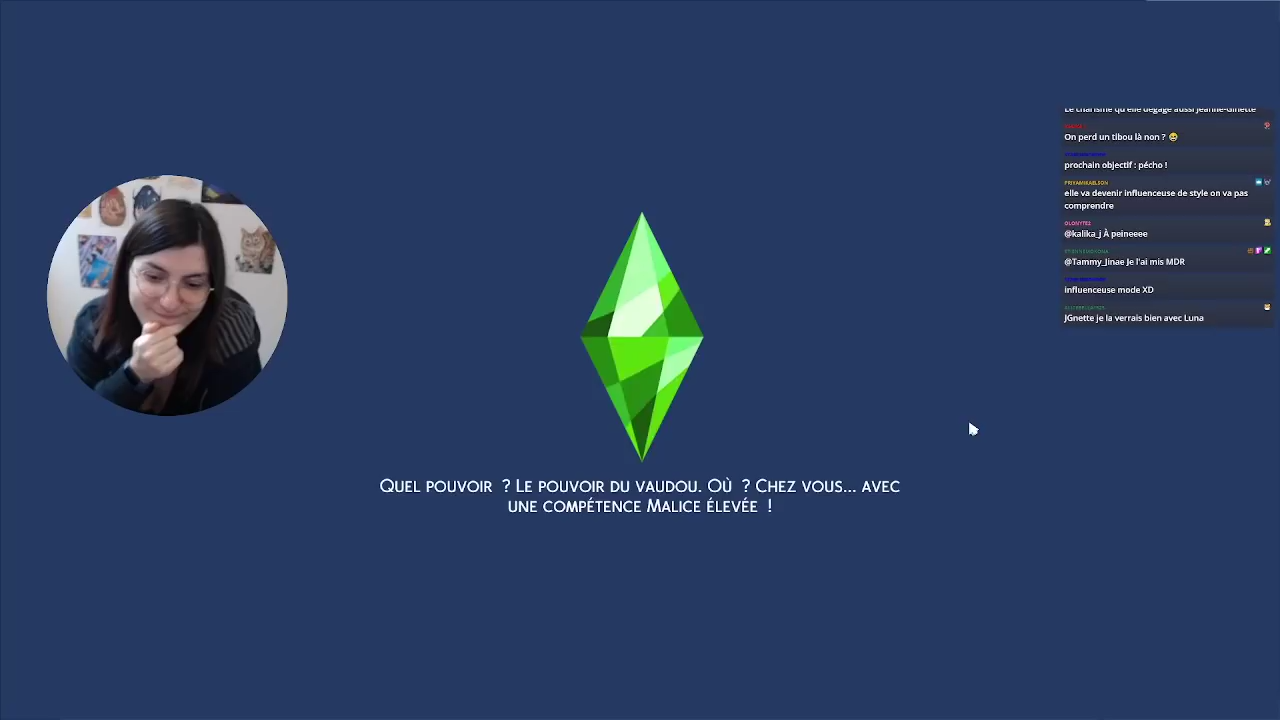 Le charisme qu'elle dégage aussi Jeanne-Ginette
On perd un tibou là non ? 🥹
prochain objectif : pécho !
PRIYAMIKAELSON
elle va devenir influenceuse de style on va pas
comprendre
@kalika_j À peineeee
@Tammy_Jinae Je l'ai mis MDR
influenceuse mode XD
JGnette je la verrais bien avec Luna
Quel pouvoir ? Le pouvoir du vaudou. Où ? Chez vous... avec
une compétence Malice élevée !